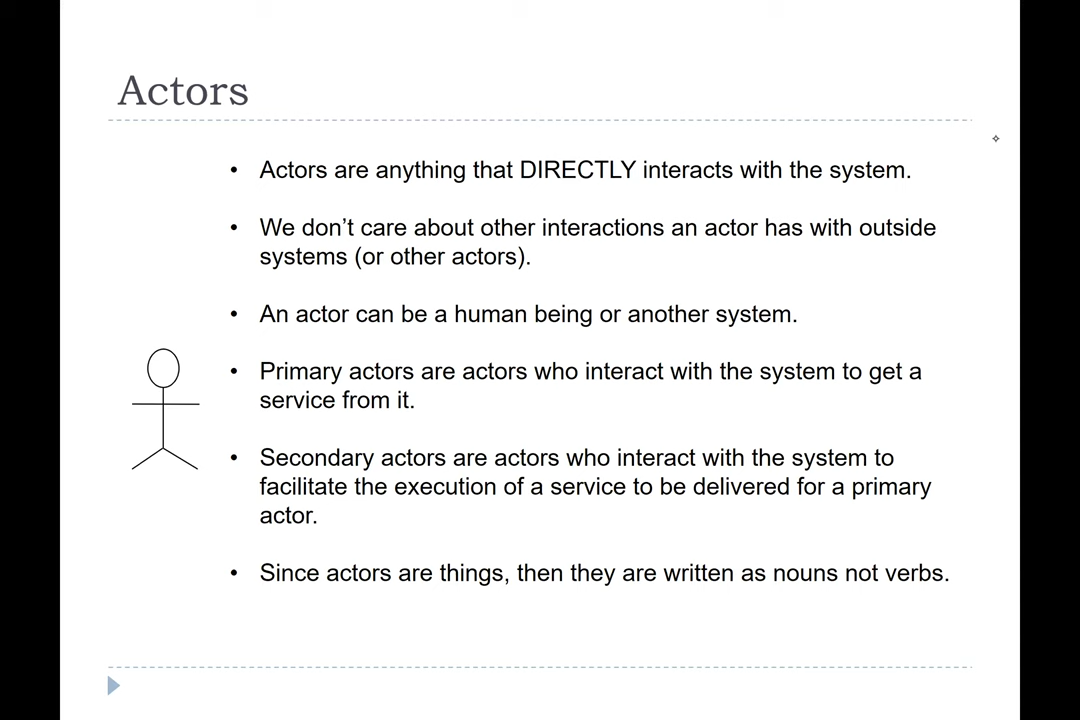 Actors
• Actors are anything that DIRECTLY interacts with the system.
• We don’t care about other interactions an actor has with outside
systems (or other actors).
• An actor can be a human being or another system.
• Primary actors are actors who interact with the system to get a
service from it.
• Secondary actors are actors who interact with the system to
facilitate the execution of a service to be delivered for a primary
actor.
• Since actors are things, then they are written as nouns not verbs.